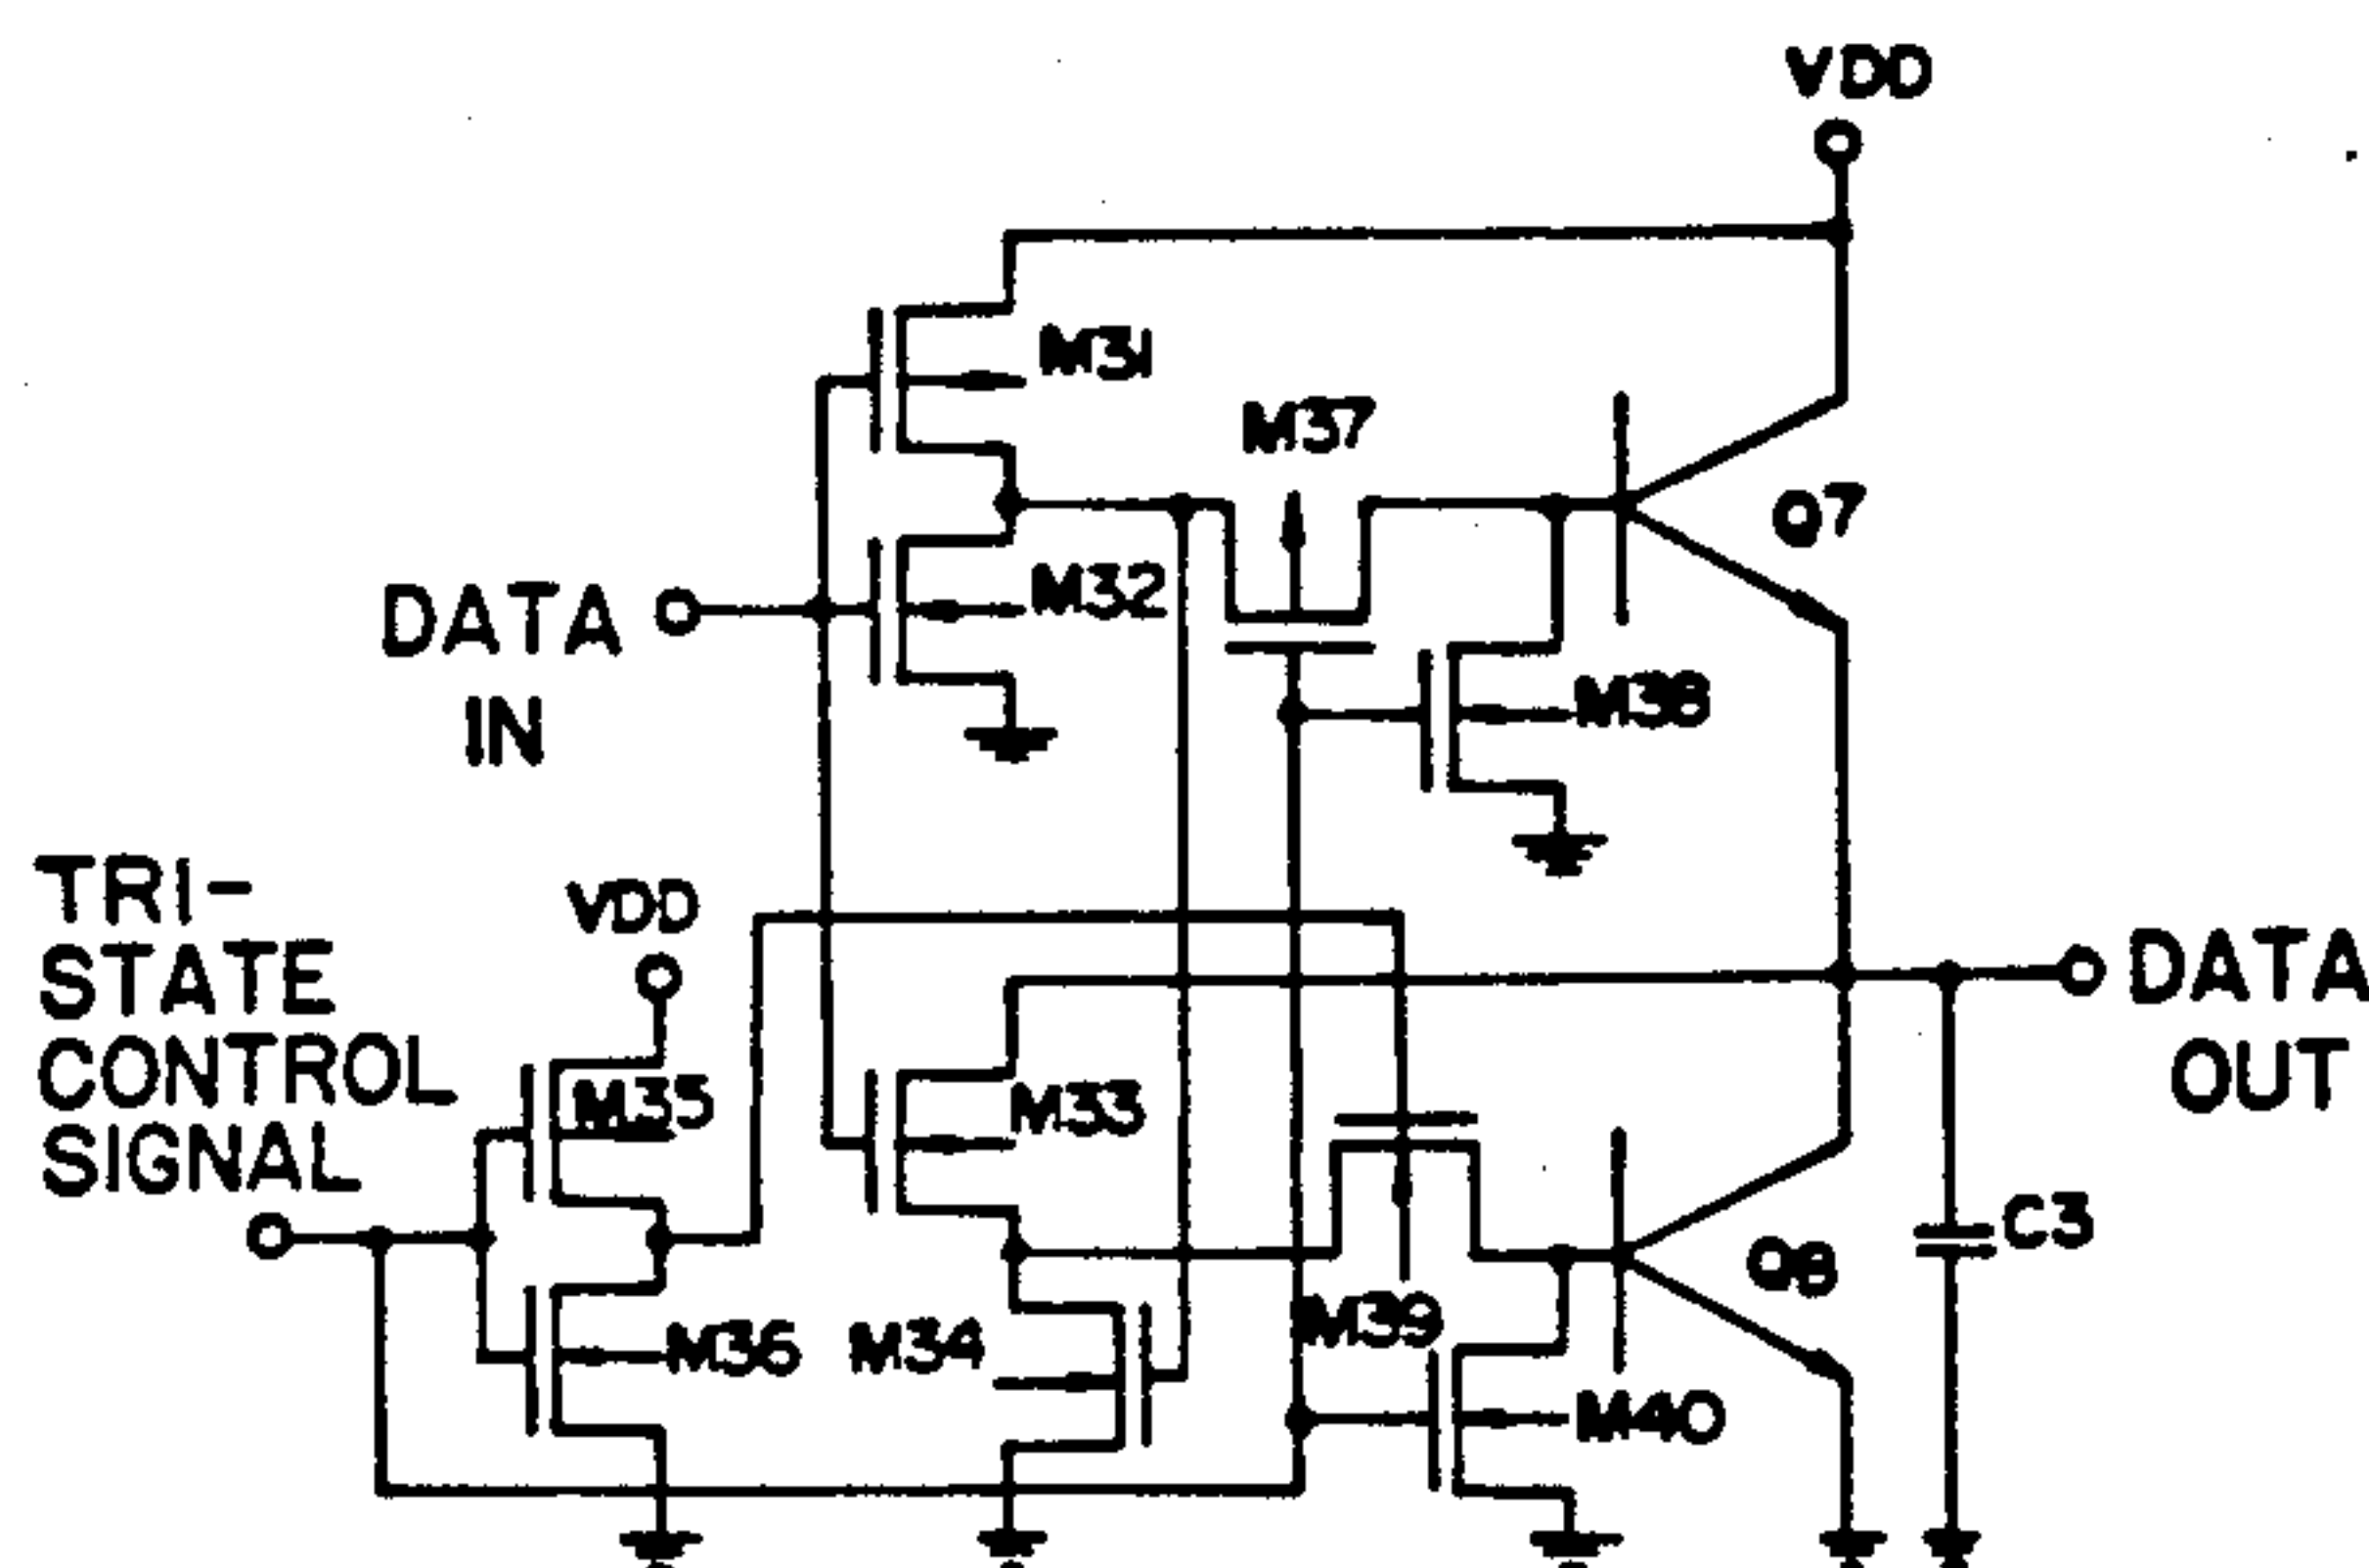 VDD
M31
M37
Q7
DATA
IN
M32
M38
TRI-
STATE
CONTROL
SIGNAL
VDD
DATA
OUT
M35
M33
C3
Q8
M36
M34
M39
M40